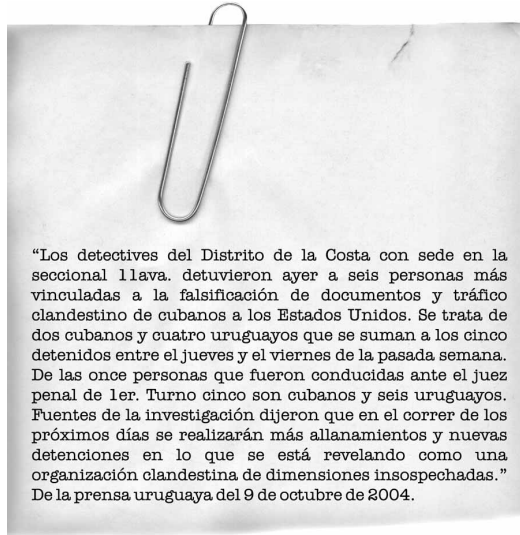 “Los detectives del Distrito de la Costa con sede en la
seccional 11ava. detuvieron ayer a seis personas más
vinculadas a la falsificación de documentos y tráfico
clandestino de cubanos a los Estados Unidos. Se trata de
dos cubanos y cuatro uruguayos que se suman a los cinco
detenidos entre el jueves y el viernes de la pasada semana.
De las once personas que fueron conducidas ante el juez
penal de 1er. Turno cinco son cubanos y seis uruguayos.
Fuentes de la investigación dijeron que en el correr de los
próximos días se realizarán más allanamientos y nuevas
detenciones en lo que se está revelando como una
organización clandestina de dimensiones insospechadas.”
De la prensa uruguaya del 9 de octubre de 2004.